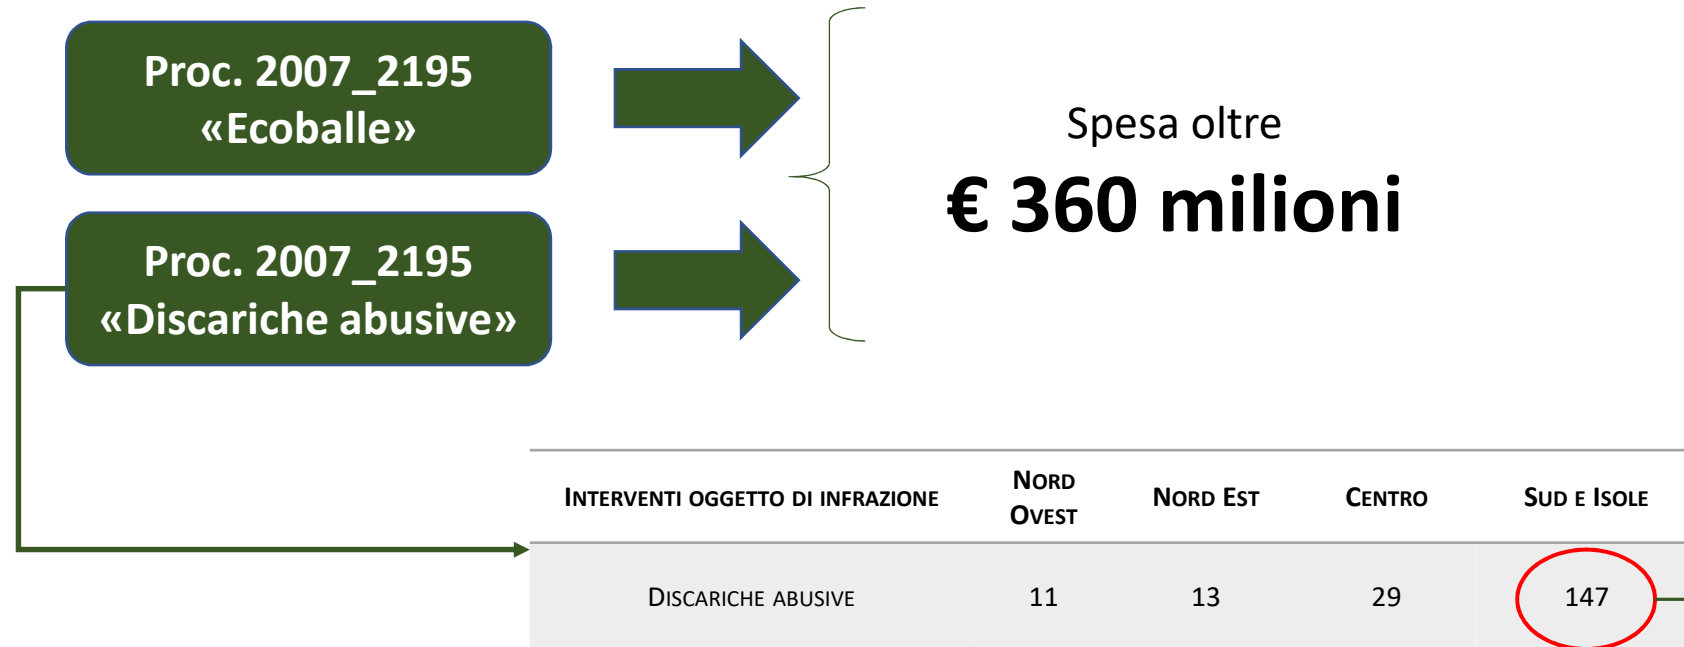 Proc. 2007_2195
«Ecoballe»
Spesa oltre
€ 360 milioni
Proc. 2007_2195
«Discariche abusive»
INTERVENTI OGGETTO DI INFRAZIONE NORD OVEST NORD EST CENTRO SUD E ISOLE
DISCARICHE ABUSIVE 11 13 29 147